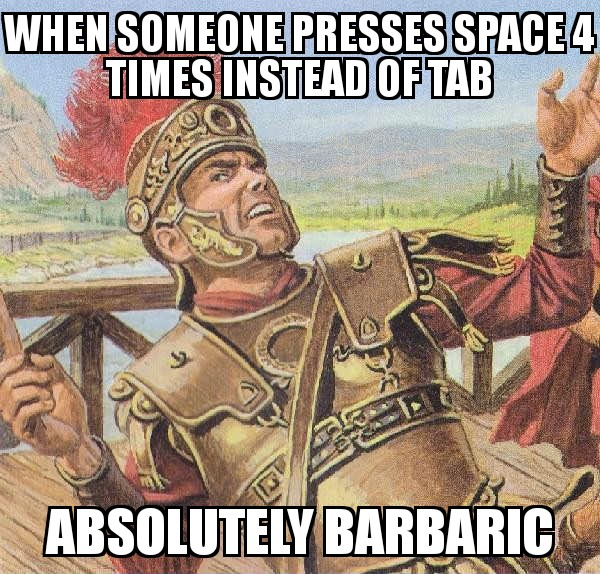 WHEN SOMEONE PRESSES SPACE 4
TIMES INSTEAD OF TAB
ABSOLUTELY BARBARIC